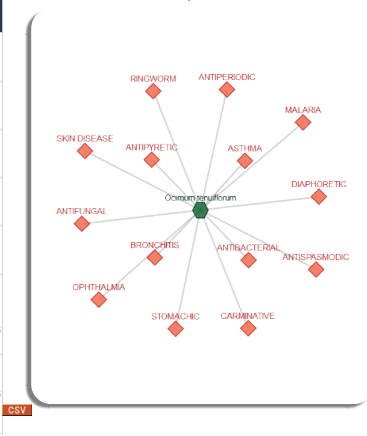 RINGWORM
ANTIPERIODIC
MALARIA
SKIN DISEASE
ANTIPYRETIC
ASTHMA
DIAPHORETIC
Ocimum tenuiflorum
ANTIFUNGAL
BRONCHITIS
ANTIBACTERIAL
ANTISPASMODIC
OPHTHALMIA
STOMACHIC
CARMINATIVE
CSV